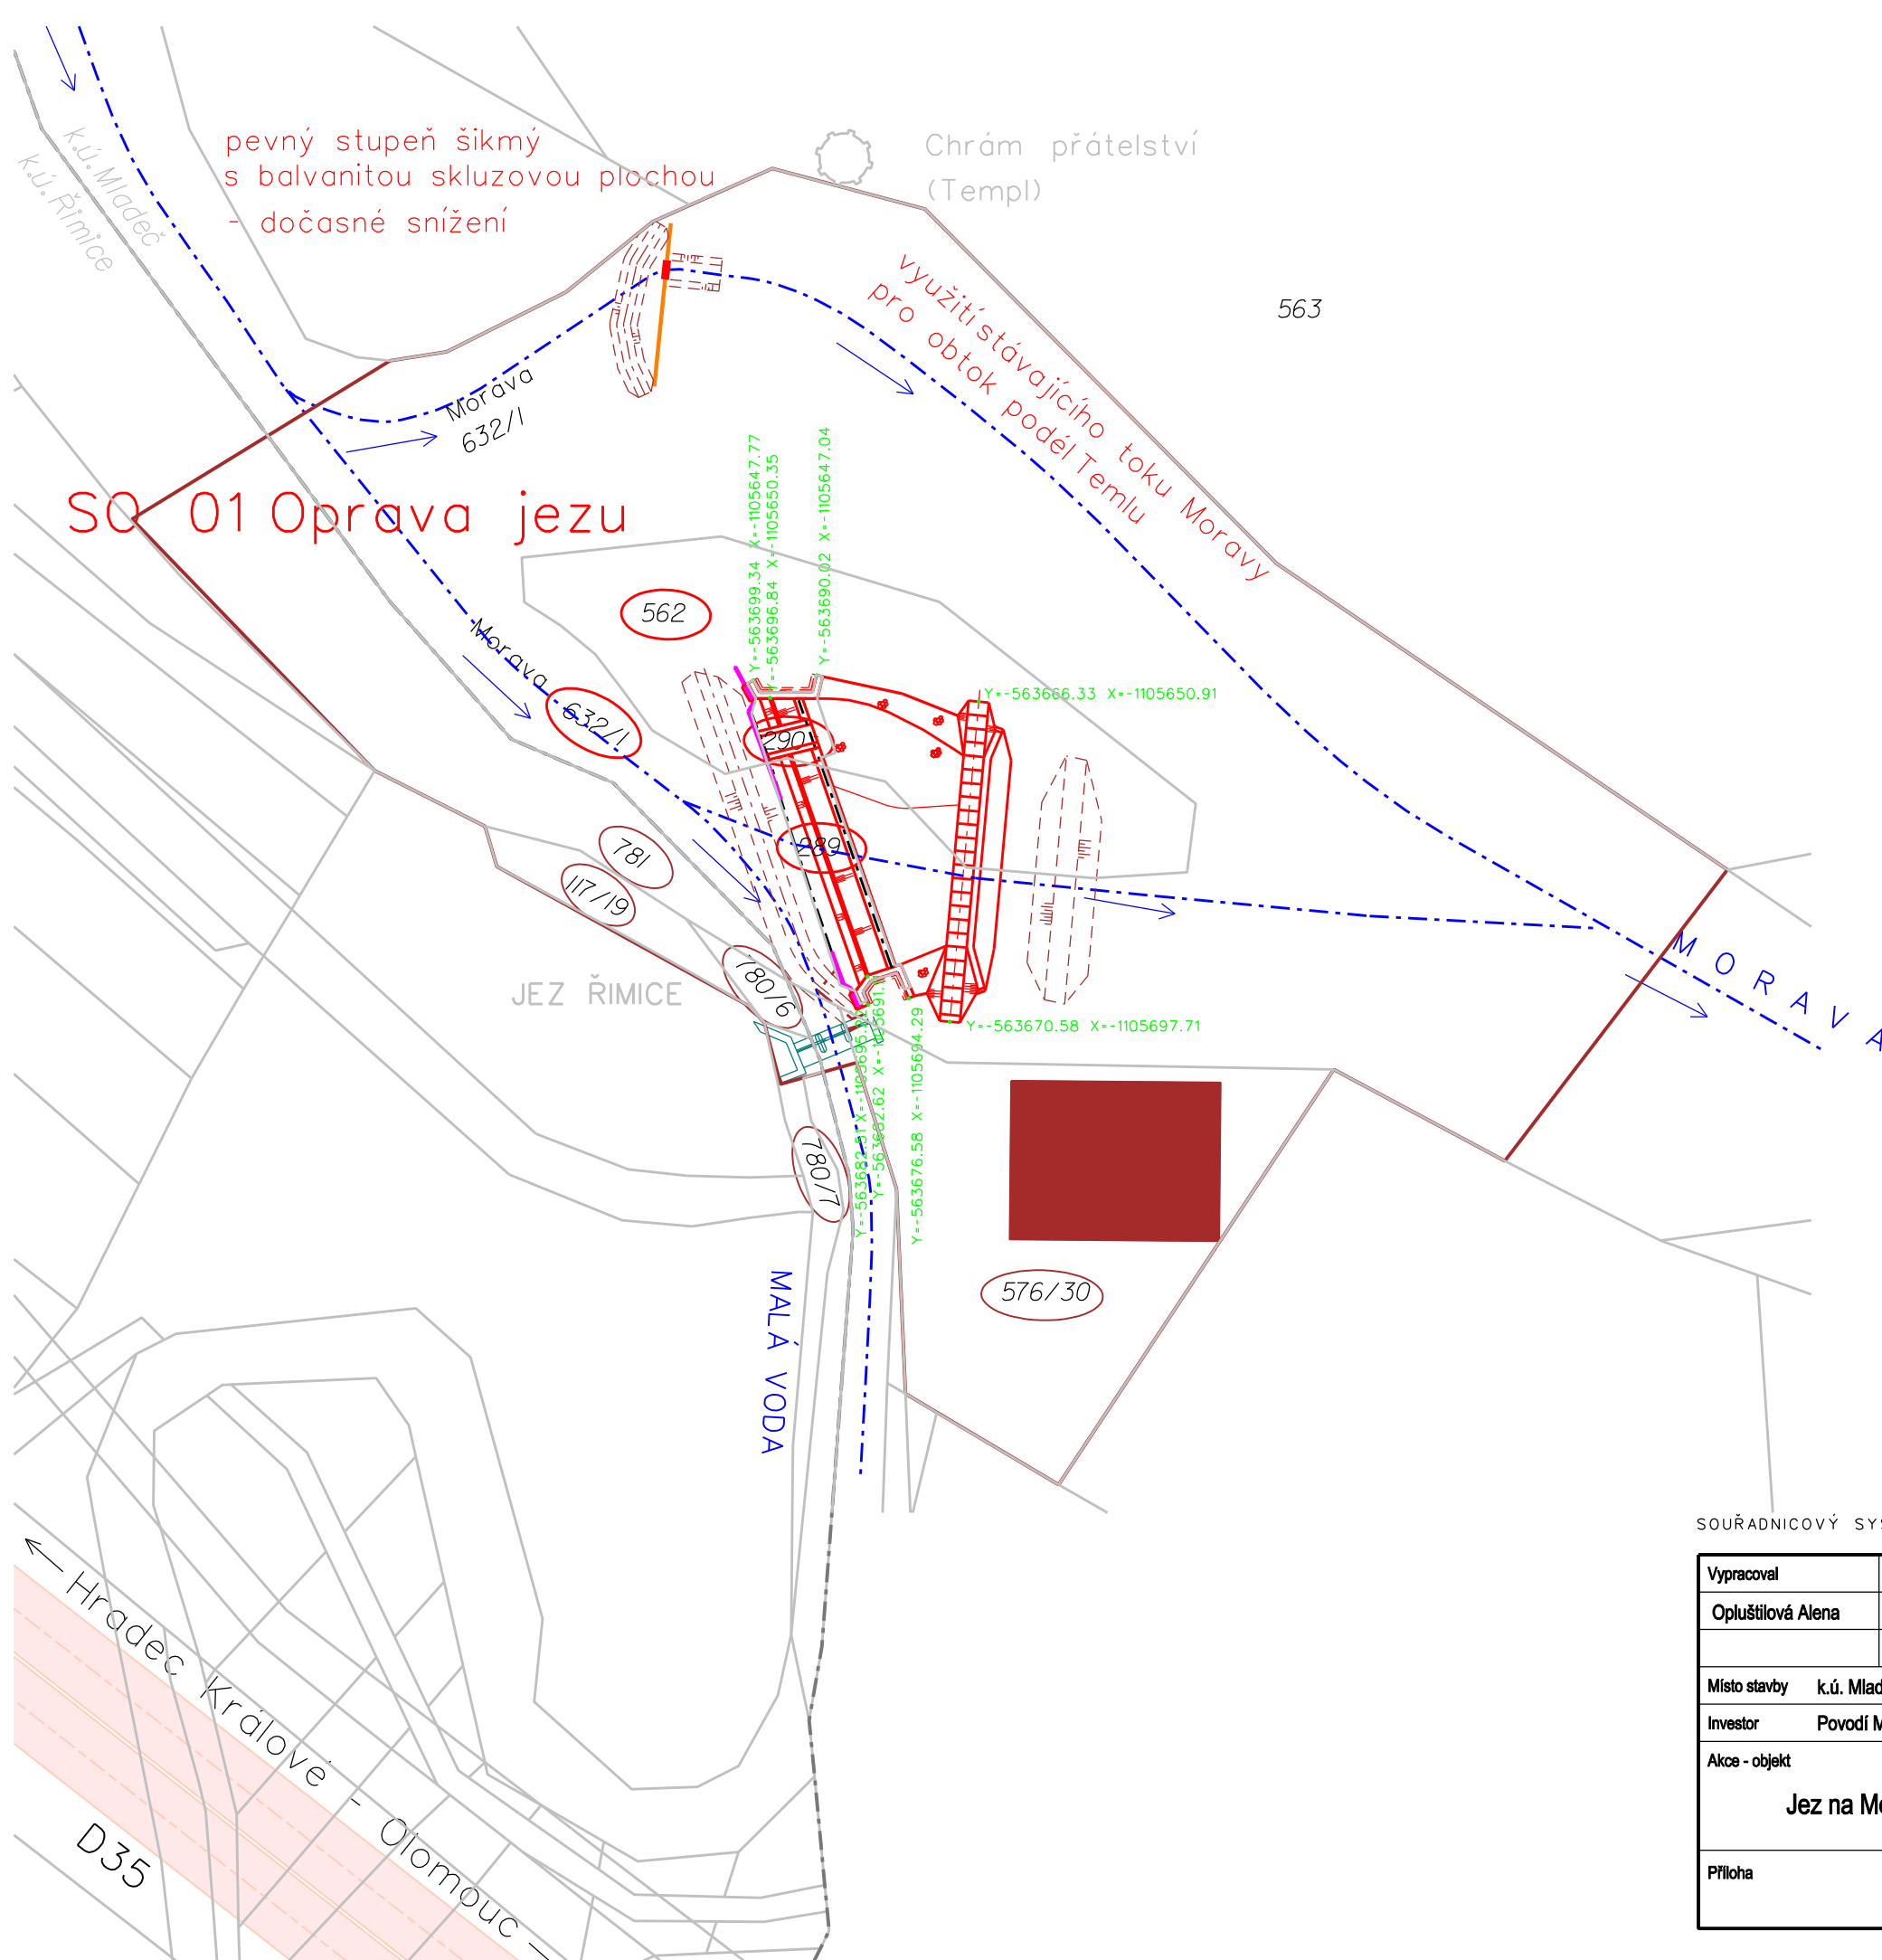 pevný stupeň šikmý
s balvanitou skluzovou plochou
- dočasné snížení
k.ú. Mladeč
k.ú. Řimice
Chrám přátelství
(Templ)
využití stávajícího toku Moravy
pro obtok podél Temlu
563
Morava
632/1
SO 01 Oprava jezu
Y=-563699.34 X=-1105647.77
Y=-563696.84 X=-1105650.35
Y=-563690.02 X=-1105647.04
562
Morava
632/1
Y=-563666.33 X=-1105650.91
290
289
781
117/19
780/6
JEZ ŘIMICE
MORAVA
Y=-563670.58 X=-1105697.71
Y=-563676.58 X=-1105694.29
780/7
576/30
MALÁ VODA
SOUŘADNICOVÝ
Vypracoval
Opluštilová Alena
Místo stavby k.ú.
Investor Povodí
Akce - objekt
Jez na
Příloha
Hradec Králové - Olomouc
D35